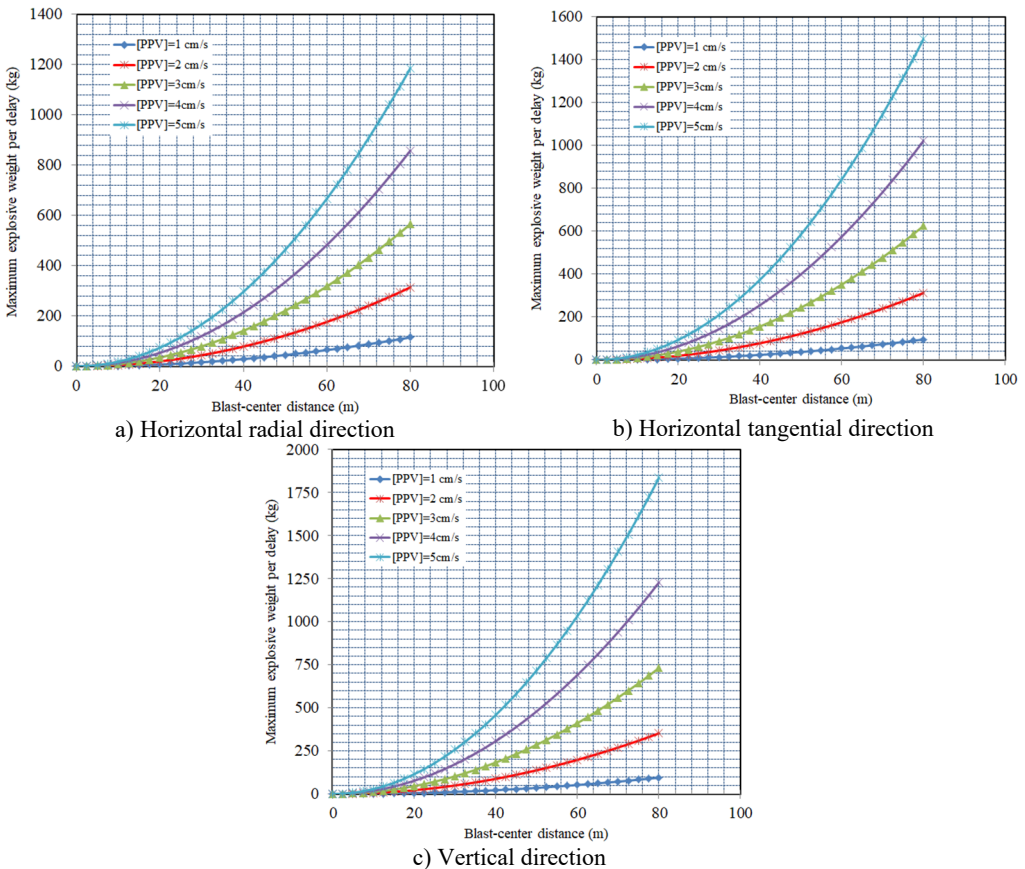 Maximum explosive weight per delay (kg)
1400
1200
1000
800
600
400
200
0
[PPV]=1 cm/s
[PPV]=2 cm/s
[PPV]=3cm/s
[PPV]=4cm/s
[PPV]=5cm/s
0 20 40 60 80 100
Blast-center distance (m)
a) Horizontal radial direction
Maximum explosive weight per delay (kg)
1600
1400
1200
1000
800
600
400
200
0
[PPV]=1 cm/s
[PPV]=2 cm/s
[PPV]=3cm/s
[PPV]=4cm/s
[PPV]=5cm/s
0 20 40 60 80 100
Blast-center distance (m)
b) Horizontal tangential direction
Maximum explosive weight per delay (kg)
2000
1750
1500
1250
1000
750
500
250
0
[PPV]=1 cm/s
[PPV]=2 cm/s
[PPV]=3cm/s
[PPV]=4cm/s
[PPV]=5cm/s
0 20 40 60 80 100
Blast-center distance (m)
c) Vertical direction